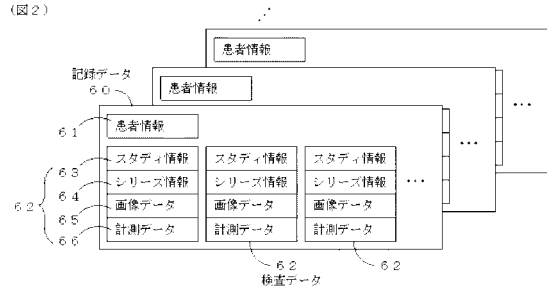 (図2)
患者情報
患者情報
記録データ
60
61
患者情報
63
スタディ情報
スタディ情報
スタディ情報
64
シリーズ情報
シリーズ情報
シリーズ情報
62
65
画像データ
画像データ
画像データ
66
計測データ
計測データ
計測データ
62
62
検査データ